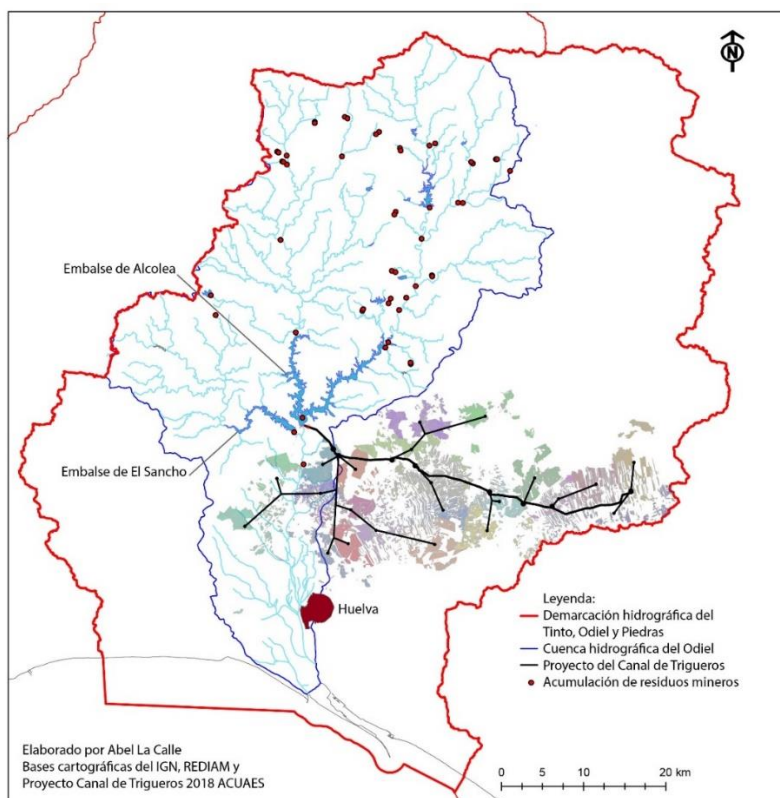 N
Embalse de Alcolea
Embalse de El Sancho
Huelva
Leyenda:
Demarcación hidrográfica del
Tinto, Odiel y Piedras
Cuenca hidrográfica del Odiel
Proyecto del Canal de Trigueros
Acumulación de residuos mineros
Elaborado por Abel La Calle
Bases cartográficas del IGN, REDIAM y
Proyecto Canal de Trigueros 2018 ACUAES
0 5 10 15 20 km